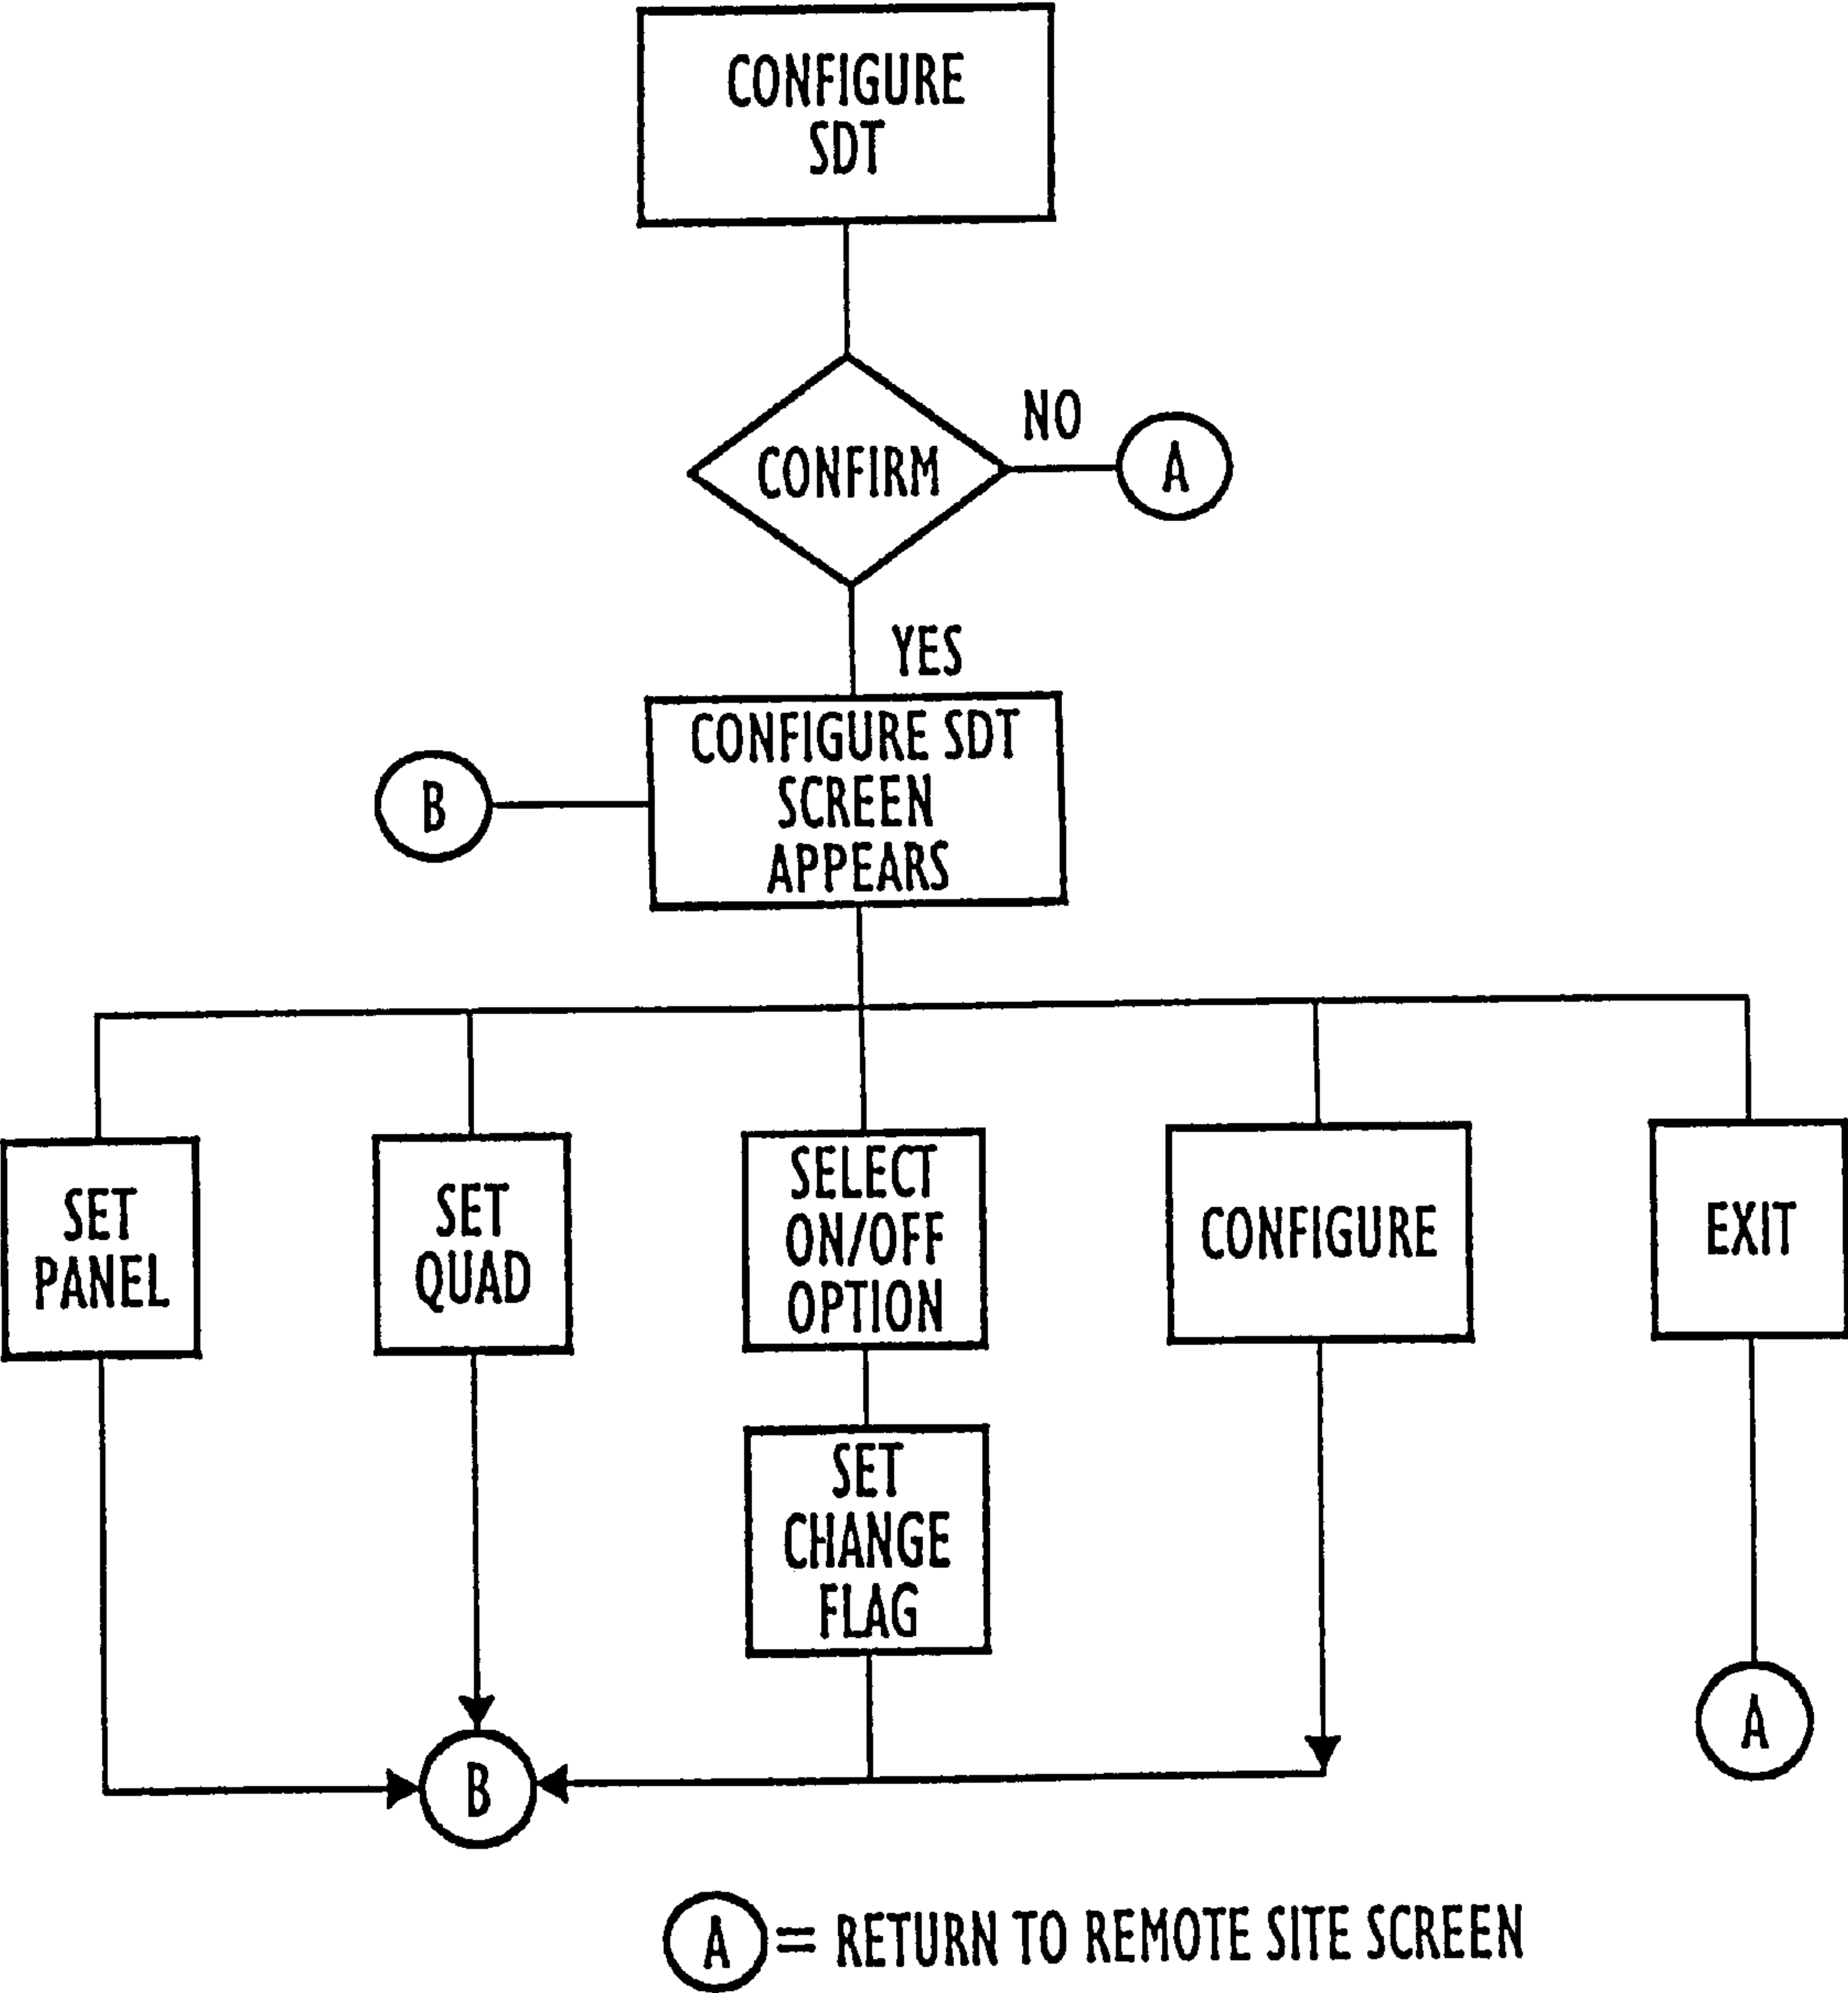 CONFIGURE
SDT
CONFIRM
NO
A
YES
CONFIGURE SDT
SCREEN
APPEARS
B
SET
PANEL
SET
QUAD
SELECT
ON/OFF
OPTION
CONFIGURE
EXIT
SET
CHANGE
FLAG
B
A
A = RETURN TO REMOTE SITE SCREEN